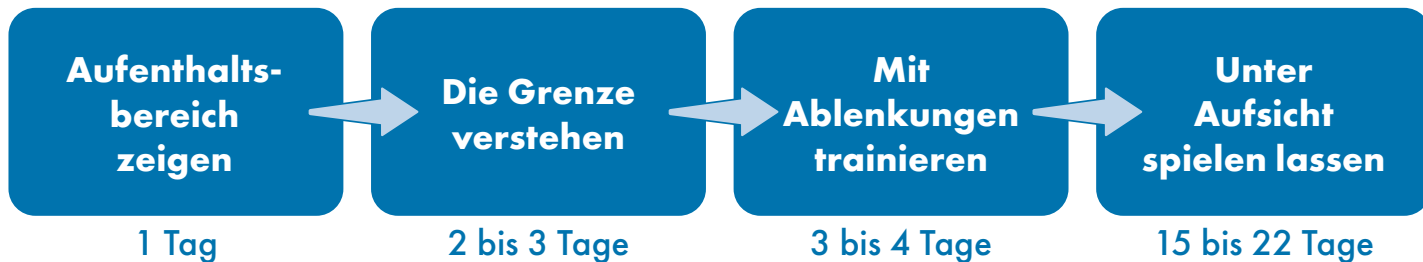 Aufenthalts-
bereich
zeigen
Die Grenze
verstehen
Mit
Ablenkungen
trainieren
Unter
Aufsicht
spielen lassen
1 Tag
2 bis 3 Tage
3 bis 4 Tage
15 bis 22 Tage